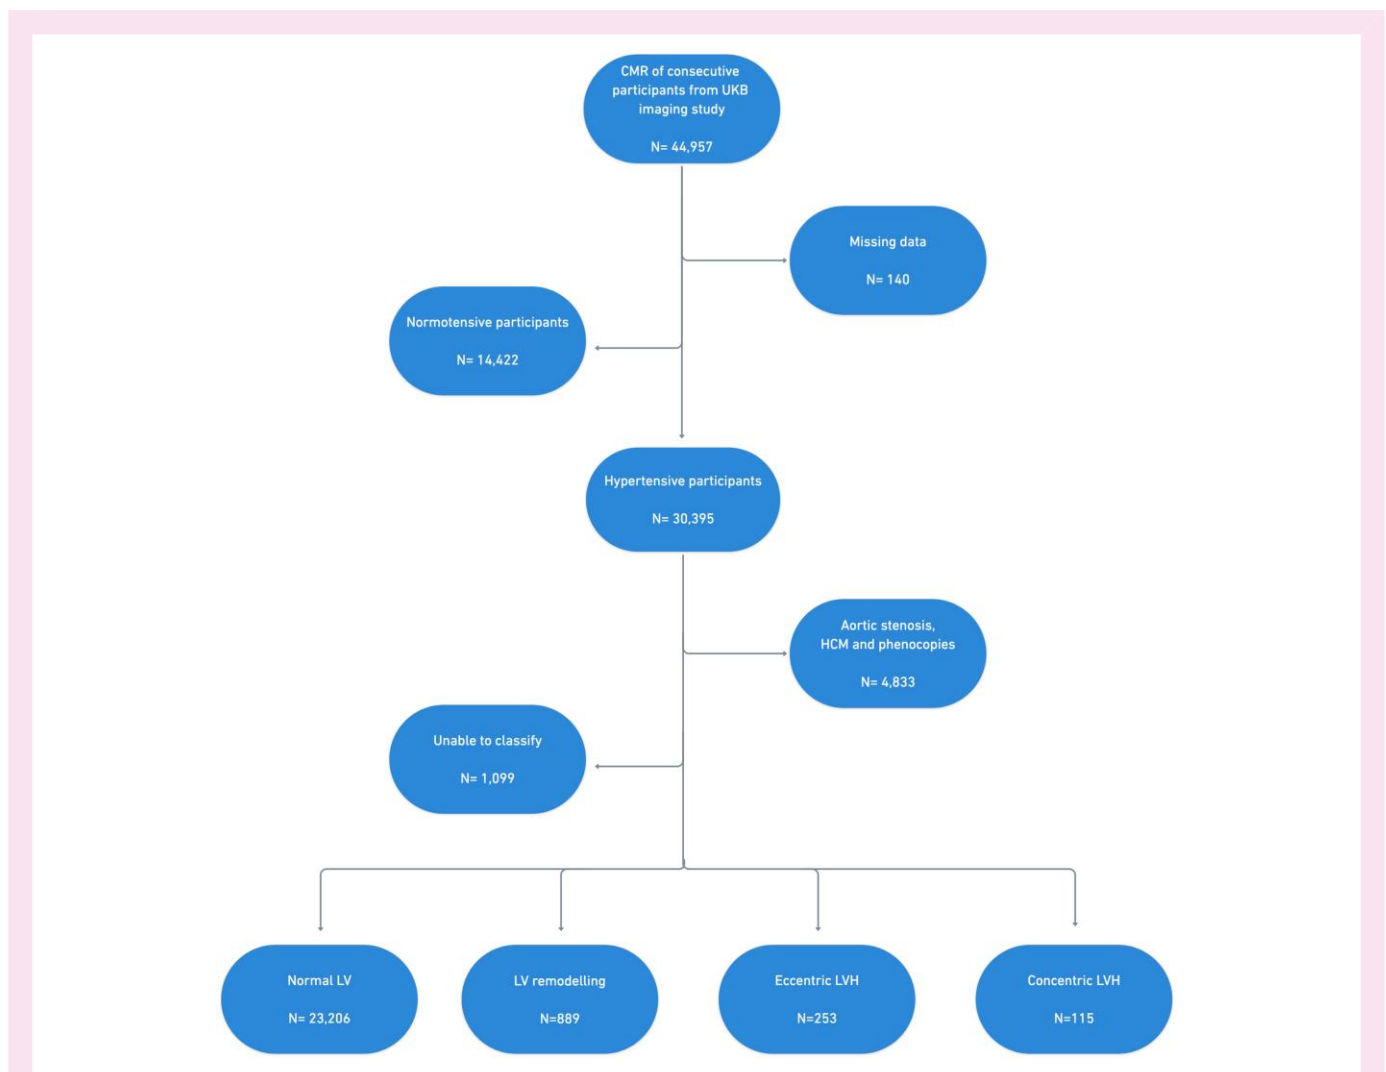 CMR of consecutive
participants from UKB
imaging study
N= 44,957
Missing data
N= 140
Normotensive participants
N= 14,422
Hypertensive participants
N= 30,395
Aortic stenosis,
HCM and phenocopies
N= 4,833
Unable to classify
N= 1,099
Normal LV
N= 23,206
LV remodelling
N=889
Eccentric LVH
N=253
Concentric LVH
N=115